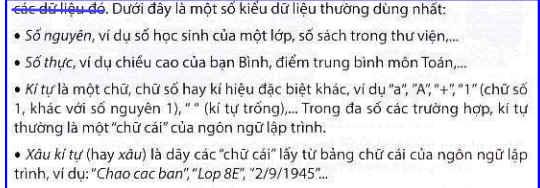 các dữ liệu đó. Dưới đây là một số kiểu dữ liệu thường dùng nhất:
• Số nguyên, ví dụ số học sinh của một lớp, số sách trong thư viện,...
• Số thực, ví dụ chiều cao của bạn Bình, điểm trung bình môn Toán,...
• Kí tự là một chữ, chữ số hay kí hiệu đặc biệt khác, ví dụ "a", "A", "+", "1" (chữ số
1, khác với số nguyên 1), " " (kí tự trống),... Trong đa số các trường hợp, kí tự
thường là một "chữ cái" của ngôn ngữ lập trình.
• Xâu kí tự (hay xâu) là dãy các "chữ cái" lấy từ bảng chữ cái của ngôn ngữ lập
trình, ví dụ: "Chao cac ban", "Lop 8E", "2/9/1945"...